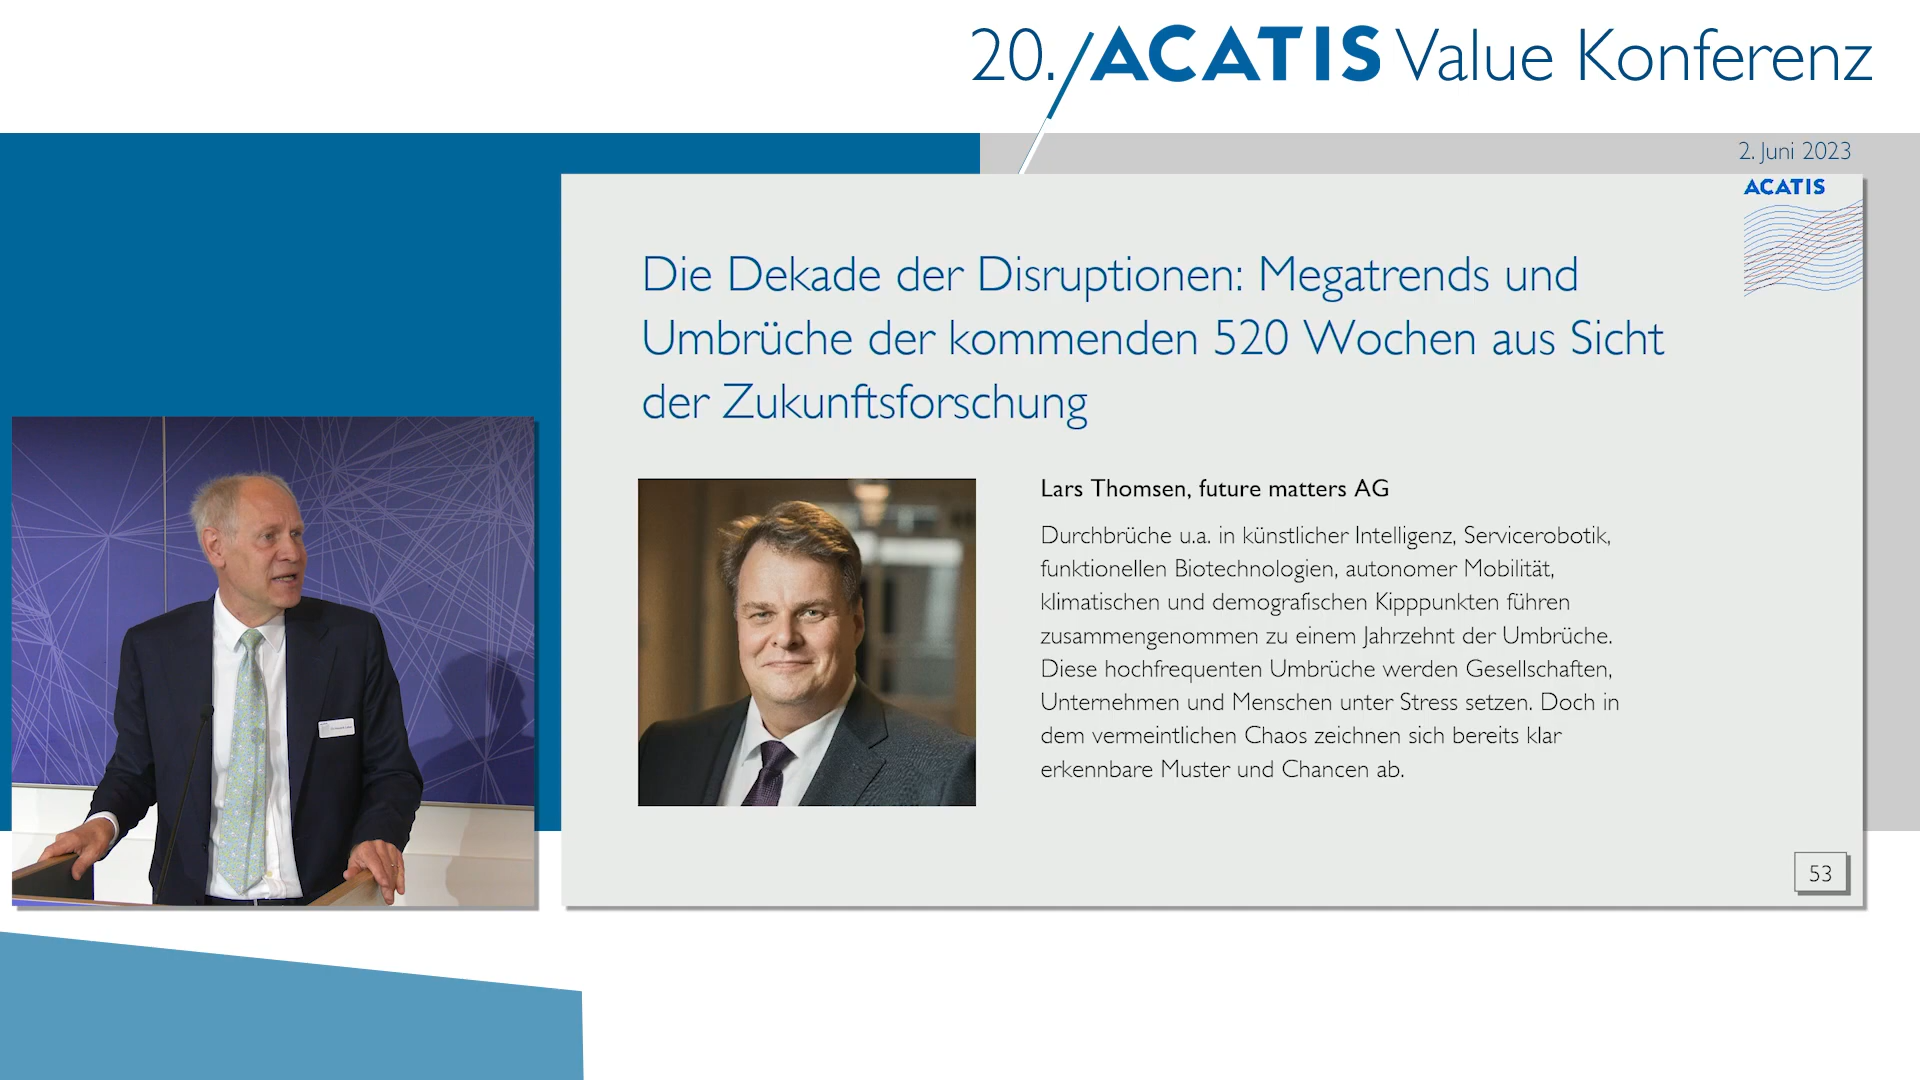 20. ACATIS Value Konferenz
2. Juni 2023
ACATIS
Die Dekade der Disruptionen: Megatrends und
Umbrüche der kommenden 520 Wochen aus Sicht
der Zukunftsforschung
Lars Thomsen, future matters AG
Durchbrüche u.a. in künstlicher Intelligenz, Servicerobotik,
funktionellen Biotechnologien, autonomer Mobilität,
klimatischen und demografischen Kipppunkten führen
zusammengenommen zu einem Jahrzehnt der Umbrüche.
Diese hochfrequenten Umbrüche werden Gesellschaften,
Unternehmen und Menschen unter Stress setzen. Doch in
dem vermeintlichen Chaos zeichnen sich bereits klar
erkennbare Muster und Chancen ab.
53